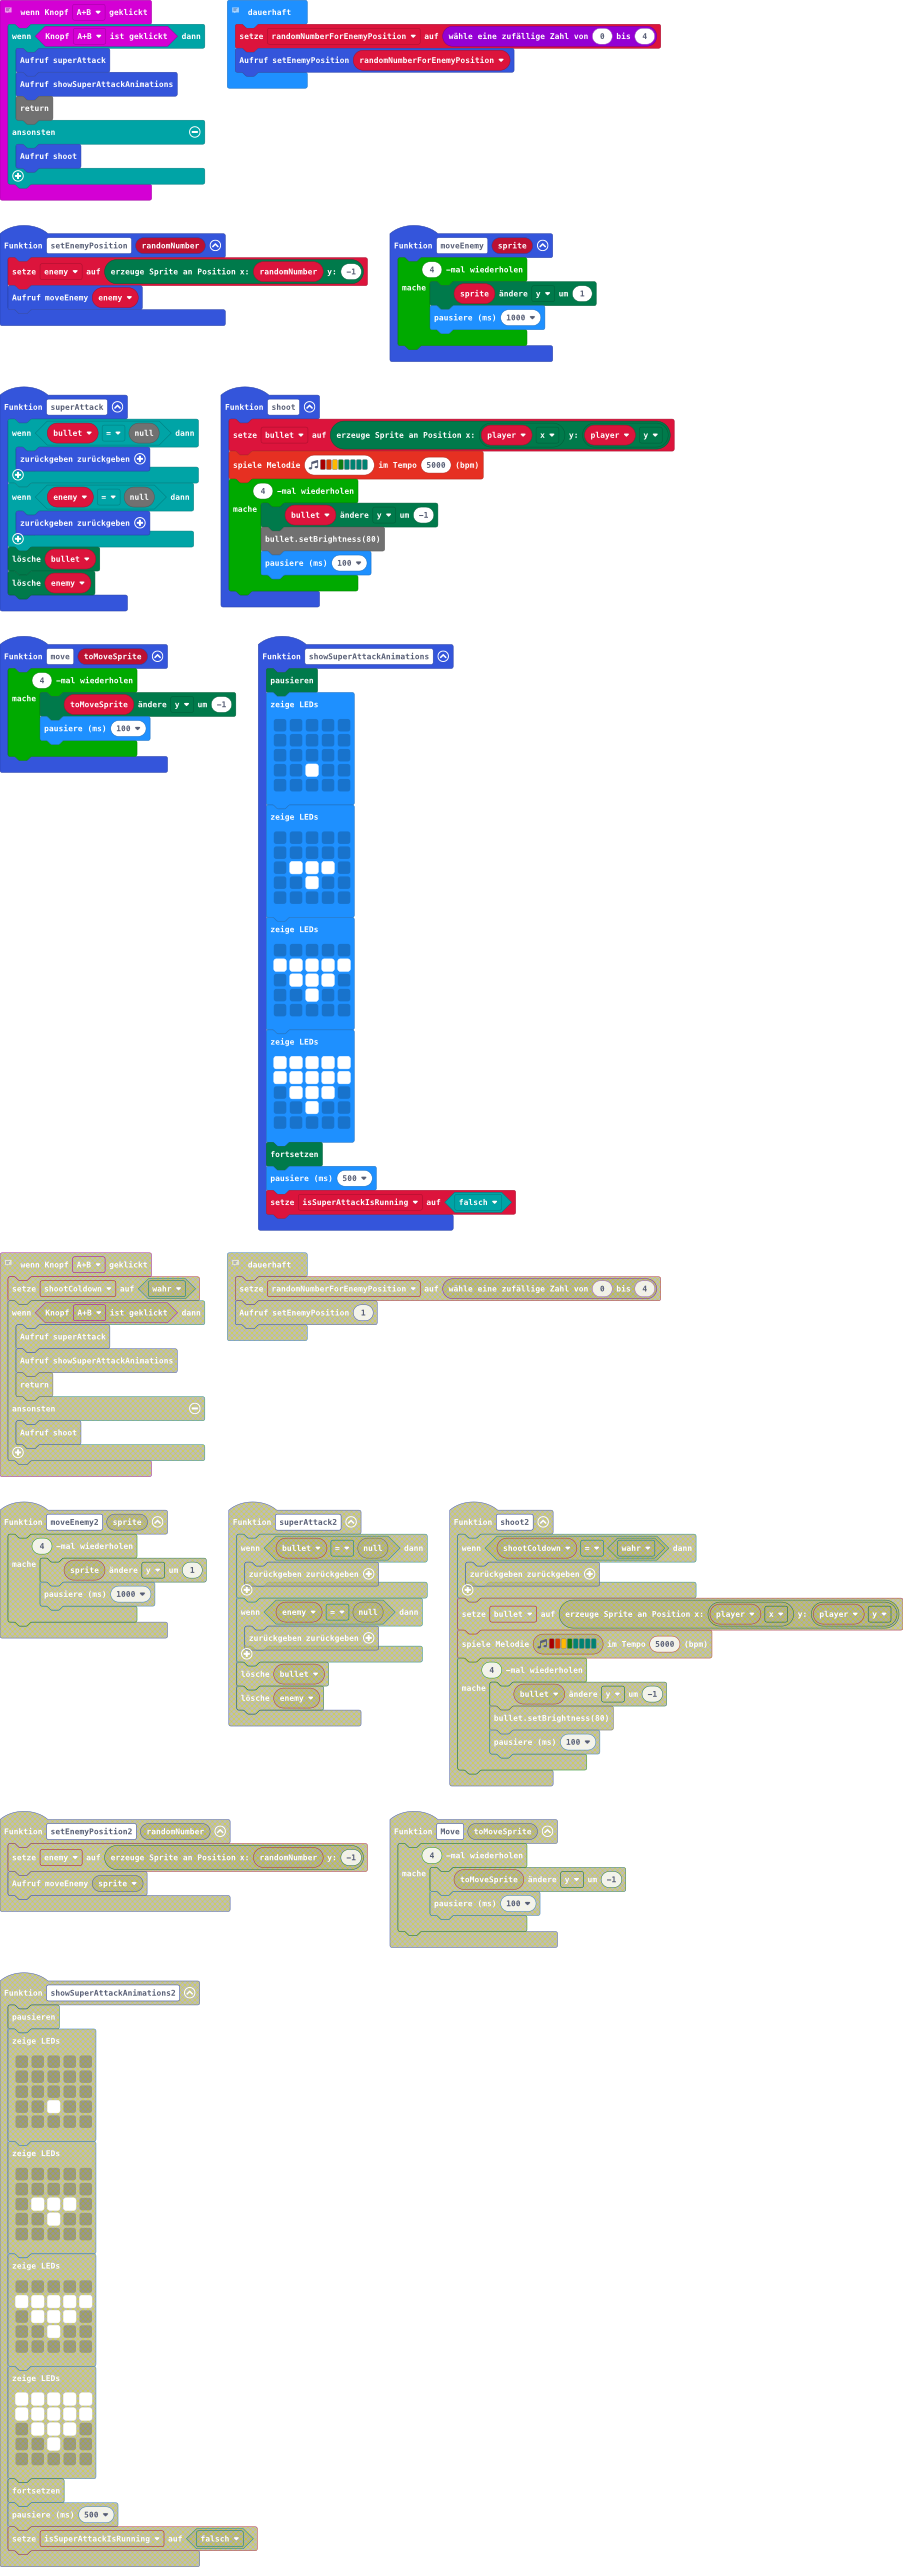 wenn Knopf A+B geklickt
wenn Knopf A+B ist geklickt dann
Aufruf superAttack
Aufruf showSuperAttackAnimations
return
ansonsten
Aufruf shoot
dauerhaft
setze randomNumberForEnemyPosition auf wähle eine zufällige Zahl von 0 bis 4
Aufruf setEnemyPosition randomNumberForEnemyPosition
Funktion setEnemyPosition randomNumber
setze enemy auf erzeuge Sprite an Position x: randomNumber y: -1
Aufruf moveEnemy enemy
Funktion moveEnemy sprite
4 -mal wiederholen
mache sprite ändere y um 1
pausiere (ms) 1000
Funktion superAttack
wenn bullet = null dann
zurückgeben zurückgeben
wenn enemy = null dann
zurückgeben zurückgeben
lösche bullet
lösche enemy
Funktion shoot
setze bullet auf erzeuge Sprite an Position x: player x y: player y
spiele Melodie im Tempo 5000 (bpm)
4 -mal wiederholen
mache bullet ändere y um -1
bullet.setBrightness(80)
pausiere (ms) 100
Funktion move toMoveSprite
4 -mal wiederholen
mache toMoveSprite ändere y um -1
pausiere (ms) 100
Funktion showSuperAttackAnimations
pausieren
zeige LEDs
zeige LEDs
zeige LEDs
zeige LEDs
fortsetzen
pausiere (ms) 500
setze isSuperAttackIsRunning auf falsch
wenn Knopf A+B geklickt
setze shootColdown auf wahr
wenn Knopf A+B ist geklickt dann
Aufruf superAttack
Aufruf showSuperAttackAnimations
return
ansonsten
Aufruf shoot
dauerhaft
setze randomNumberForEnemyPosition auf wähle eine zufällige Zahl von 0 bis 4
Aufruf setEnemyPosition 1
Funktion moveEnemy2 sprite
4 -mal wiederholen
mache sprite ändere y um 1
pausiere (ms) 1000
Funktion superAttack2
wenn bullet = null dann
zurückgeben zurückgeben
wenn enemy = null dann
zurückgeben zurückgeben
lösche bullet
lösche enemy
Funktion shoot2
wenn shootColdown = wahr dann
zurückgeben zurückgeben
setze bullet auf erzeuge Sprite an Position x: player x y: player y
spiele Melodie im Tempo 5000 (bpm)
4 -mal wiederholen
mache bullet ändere y um -1
bullet.setBrightness(80)
pausiere (ms) 100
Funktion setEnemyPosition2 randomNumber
setze enemy auf erzeuge Sprite an Position x: randomNumber y: -1
Aufruf moveEnemy sprite
Funktion Move toMoveSprite
4 -mal wiederholen
mache toMoveSprite ändere y um -1
pausiere (ms) 100
Funktion showSuperAttackAnimations2
pausieren
zeige LEDs
zeige LEDs
zeige LEDs
zeige LEDs
fortsetzen
pausiere (ms) 500
setze isSuperAttackIsRunning auf falsch